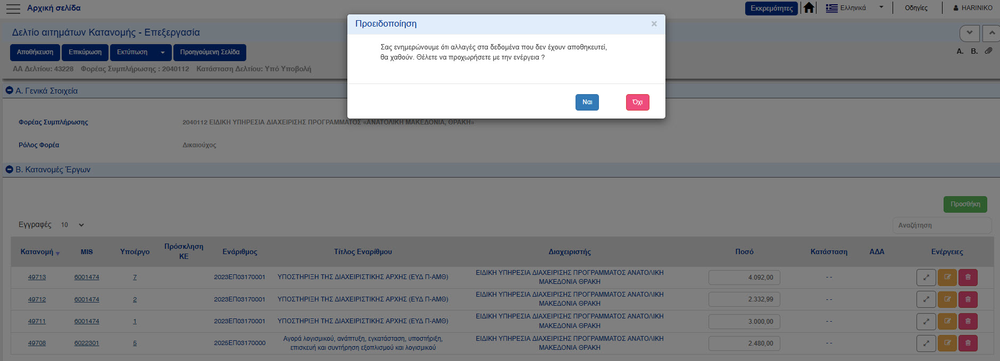 Αρχική σελίδα
Εκκρεμότητες
Ελληνικά
Οδηγίες
HARINIKO
Προειδοποίηση
×
Σας ενημερώνουμε ότι αλλαγές στα δεδομένα που δεν έχουν αποθηκευτεί,
θα χαθούν. Θέλετε να προχωρήσετε με την ενέργεια ?
Ναι
Όχι
Δελτίο αιτημάτων Κατανομής - Επεξεργασία
Αποθήκευση
Επικύρωση
Εκτύπωση
Προηγούμενη Σελίδα
Α. Β.
ΑΑ Δελτίου: 43228 Φορέας Συμπλήρωσης : 2040112 Κατάσταση Δελτίου: Υπό Υποβολή
Α. Γενικά Στοιχεία
Φορέας Συμπλήρωσης
2040112 ΕΙΔΙΚΗ ΥΠΗΡΕΣΙΑ ΔΙΑΧΕΙΡΙΣΗΣ ΠΡΟΓΡΑΜΜΑΤΟΣ «ΑΝΑΤΟΛΙΚΗ ΜΑΚΕΔΟΝΙΑ, ΘΡΑΚΗ»
Ρόλος Φορέα
Δικαιούχος
Β. Κατανομές Έργων
Προσθήκη
Εγγραφές 10
Αναζήτηση
Κατανομή MIS Υποέργο Πρόσκληση ΚΕ Ενάριθμος Τίτλος Εναρίθμου Διαχειριστής Ποσό Κατάσταση ΑΔΑ Ενέργειες
49713 6001474 7 2023ΕΠ03170001 ΥΠΟΣΤΗΡΙΞΗ ΤΗΣ ΔΙΑΧΕΙΡΙΣΤΙΚΗΣ ΑΡΧΗΣ (ΕΥΔ Π-ΑΜΘ) ΕΙΔΙΚΗ ΥΠΗΡΕΣΙΑ ΔΙΑΧΕΙΡΙΣΗΣ ΠΡΟΓΡΑΜΜΑΤΟΣ ΑΝΑΤΟΛΙΚΗ ΜΑΚΕΔΟΝΙΑ ΘΡΑΚΗ 4.092,00 - -
49712 6001474 2 2023ΕΠ03170001 ΥΠΟΣΤΗΡΙΞΗ ΤΗΣ ΔΙΑΧΕΙΡΙΣΤΙΚΗΣ ΑΡΧΗΣ (ΕΥΔ Π-ΑΜΘ) ΕΙΔΙΚΗ ΥΠΗΡΕΣΙΑ ΔΙΑΧΕΙΡΙΣΗΣ ΠΡΟΓΡΑΜΜΑΤΟΣ ΑΝΑΤΟΛΙΚΗ ΜΑΚΕΔΟΝΙΑ ΘΡΑΚΗ 2.332,99 - -
49711 6001474 1 2023ΕΠ03170001 ΥΠΟΣΤΗΡΙΞΗ ΤΗΣ ΔΙΑΧΕΙΡΙΣΤΙΚΗΣ ΑΡΧΗΣ (ΕΥΔ Π-ΑΜΘ) ΕΙΔΙΚΗ ΥΠΗΡΕΣΙΑ ΔΙΑΧΕΙΡΙΣΗΣ ΠΡΟΓΡΑΜΜΑΤΟΣ ΑΝΑΤΟΛΙΚΗ ΜΑΚΕΔΟΝΙΑ ΘΡΑΚΗ 3.000,00 - -
49708 6022301 5 2025ΕΠ03170000 Αγορά λογισμικού, ανάπτυξη, εγκατάσταση, υποστήριξη, επισκευή και συντήρηση εξοπλισμού και λογισμικού ΕΙΔΙΚΗ ΥΠΗΡΕΣΙΑ ΔΙΑΧΕΙΡΙΣΗΣ ΠΡΟΓΡΑΜΜΑΤΟΣ ΑΝΑΤΟΛΙΚΗ ΜΑΚΕΔΟΝΙΑ ΘΡΑΚΗ 2.480,00 - -